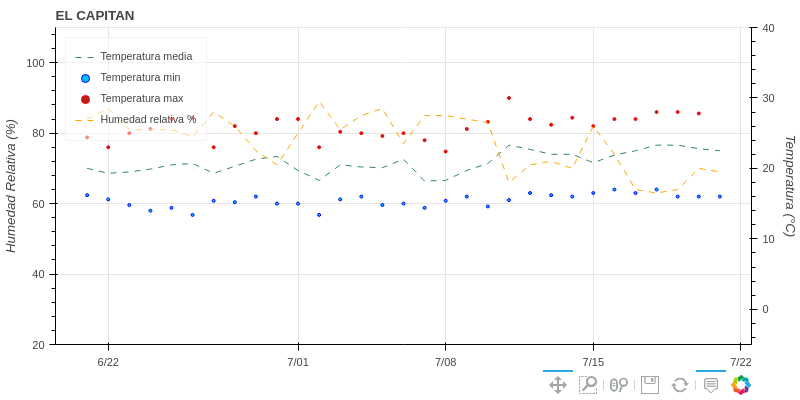 EL CAPITAN
Temperatura media
Temperatura min
Temperatura max
Humedad relativa %
Humedad Relativa (%)
100
80
60
40
20
40
30
20
10
0
Temperatura (°C)
6/22
7/01
7/08
7/15
7/22